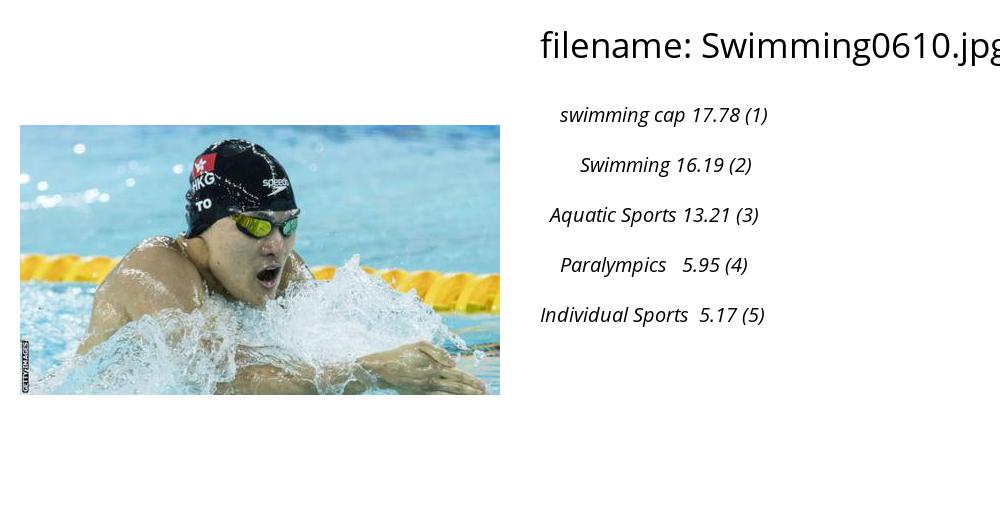 filename: Swimming0610.jpg
swimming cap 17.78 (1)
Swimming 16.19 (2)
Aquatic Sports 13.21 (3)
Paralympics 5.95 (4)
Individual Sports 5.17 (5)
HKG
TO
speedo
GETTY IMAGES